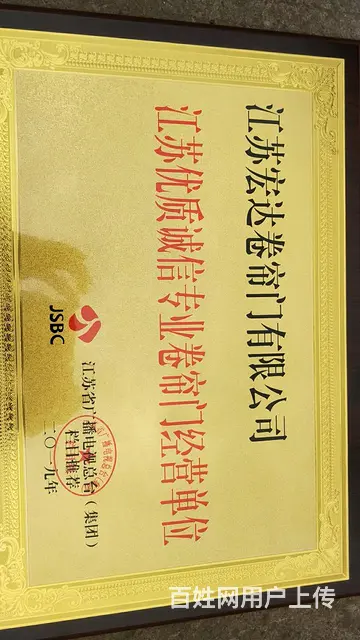 江苏宏达卷帘门有限公司
江苏优质诚信专业卷帘门经营单位
JSBC
江苏省广播电视总台（集团）
栏目推荐
二〇一九年
百姓网用户上传